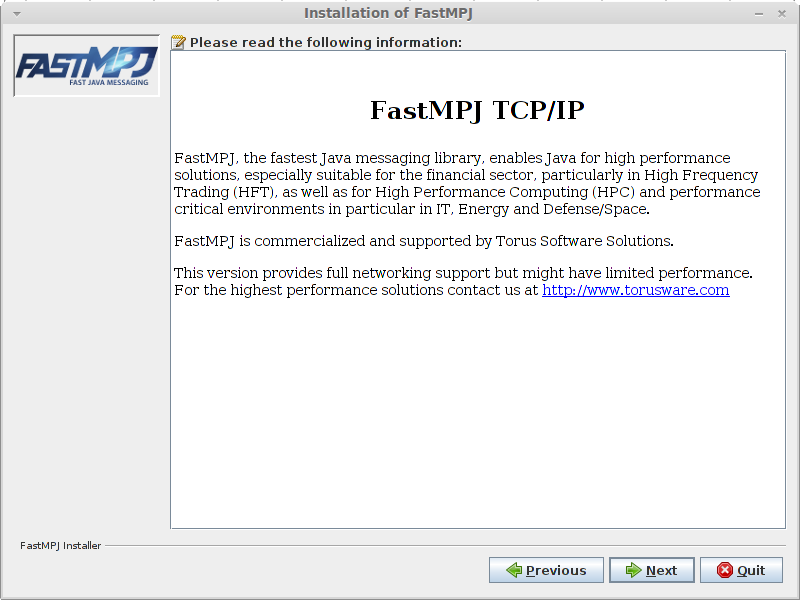 Installation of FastMPJ
FASTMPJ
FAST JAVA MESSAGING
Please read the following information:
FastMPJ TCP/IP
FastMPJ, the fastest Java messaging library, enables Java for high performance
solutions, especially suitable for the financial sector, particularly in High Frequency
Trading (HFT), as well as for High Performance Computing (HPC) and performance
critical environments in particular in IT, Energy and Defense/Space.
FastMPJ is commercialized and supported by Torus Software Solutions.
This version provides full networking support but might have limited performance.
For the highest performance solutions contact us at http://www.torusware.com
FastMPJ Installer
Previous
Next
Quit